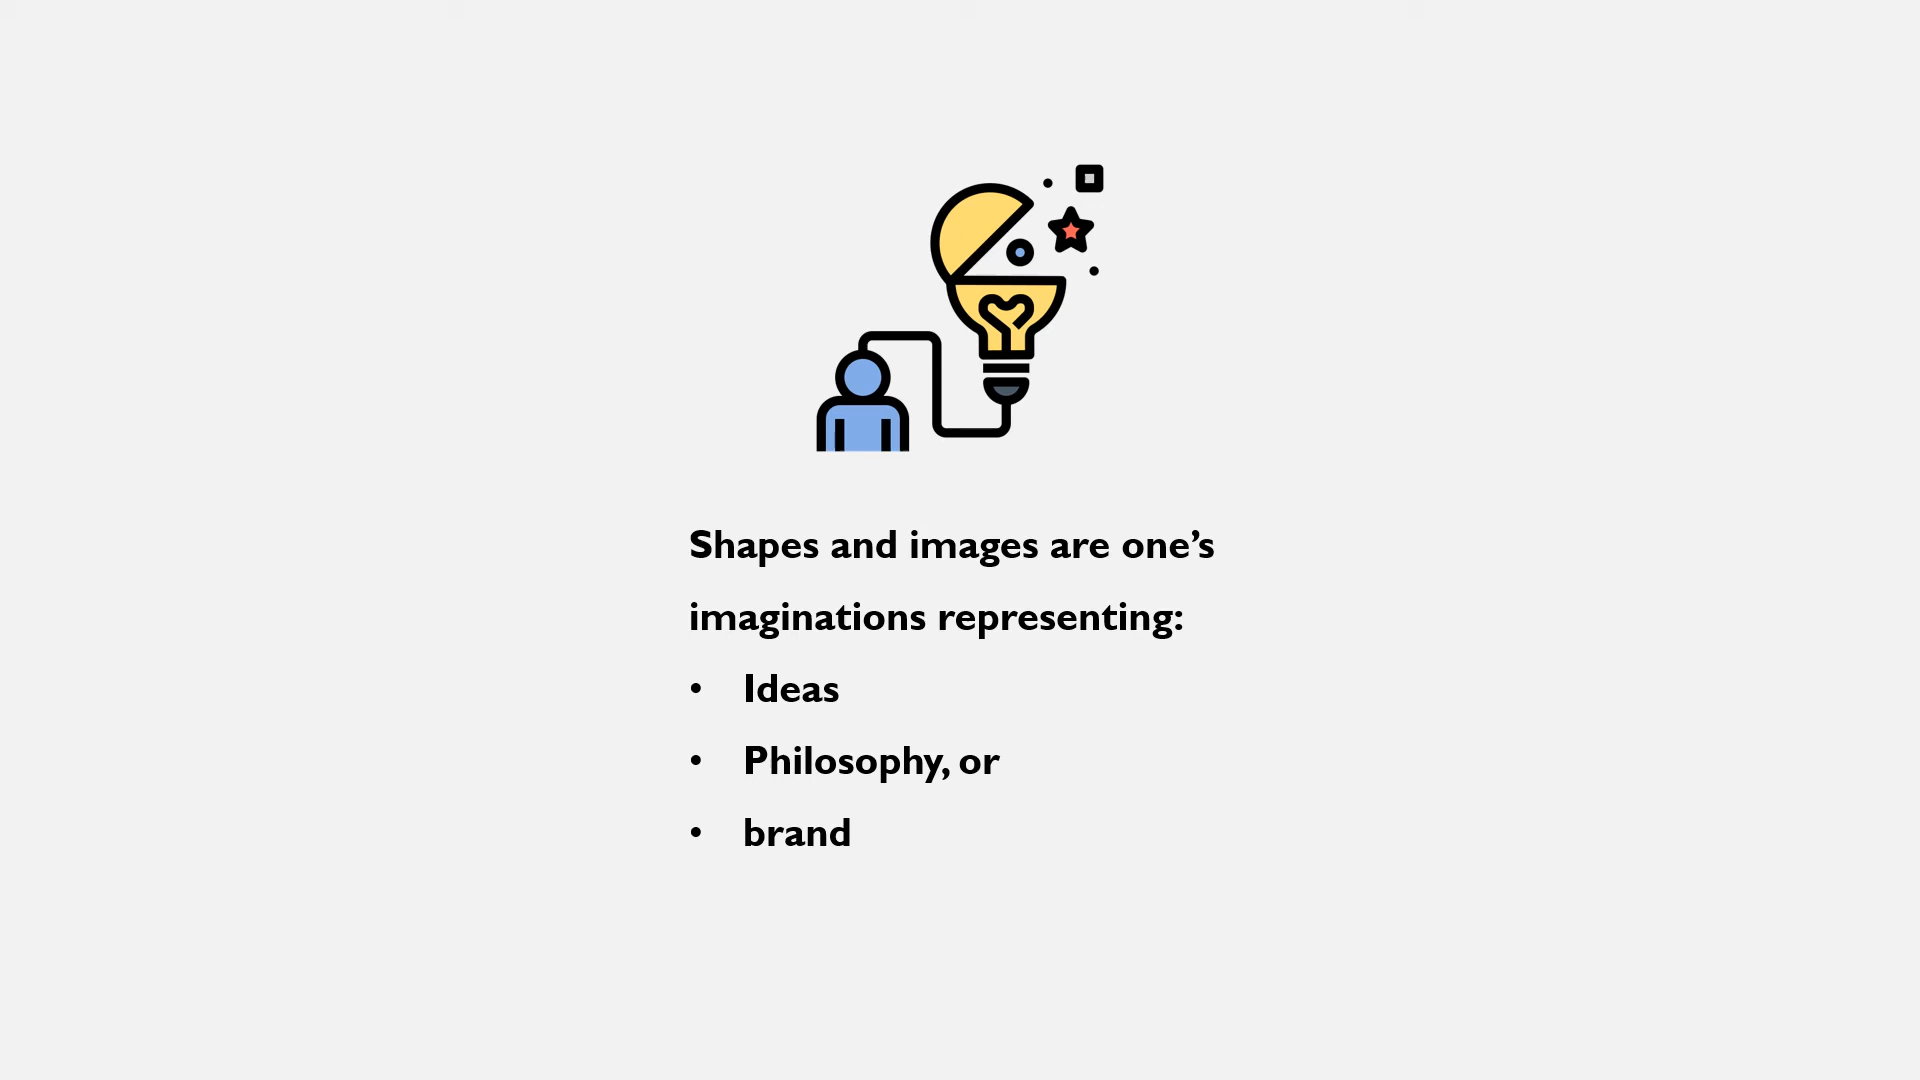 Shapes and images are one’s
imaginations representing:
• Ideas
• Philosophy, or
• brand